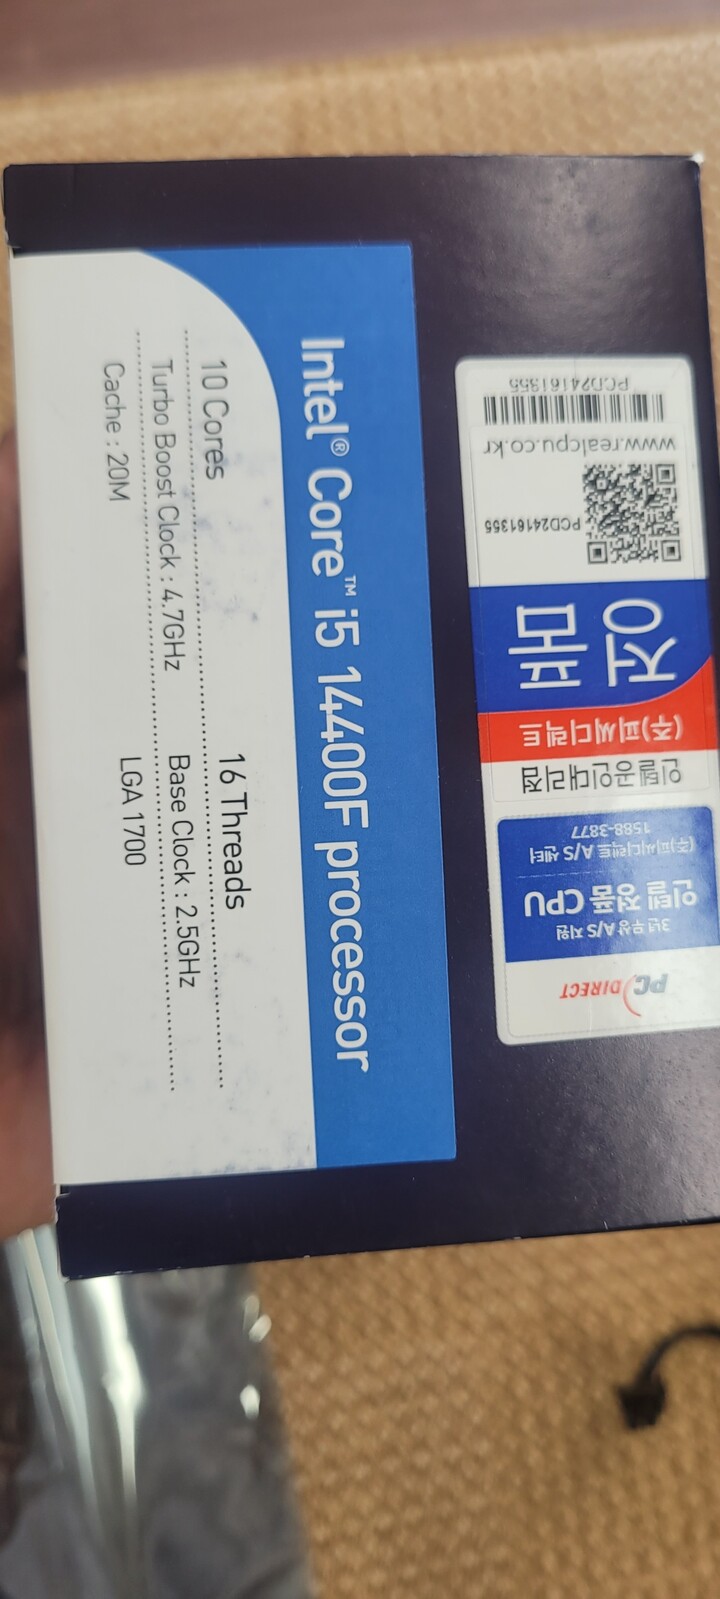 Intel® Core™ i5 14400F processor
10 Cores 16 Threads
Turbo Boost Clock : 4.7GHz Base Clock : 2.5GHz
Cache : 20M LGA 1700
PC DIRECT
3년 무상 A/S 지원
인텔 정품 CPU
(주)피씨디렉트 A/S 센터
1588-3877
인텔공인대리점
(주)피씨디렉트
정품
PCD24161355
www.realcpu.co.kr
PCD24161355